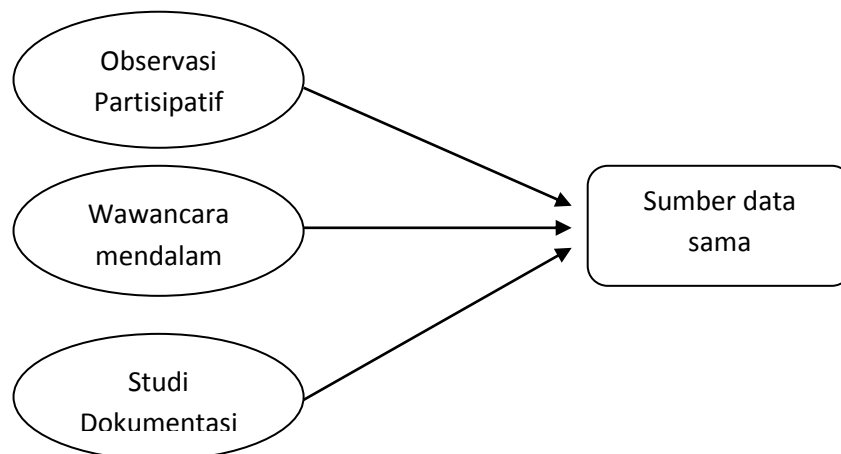 Observasi
Partisipatif
Wawancara
mendalam
Sumber data
sama
Studi
Dokumentasi